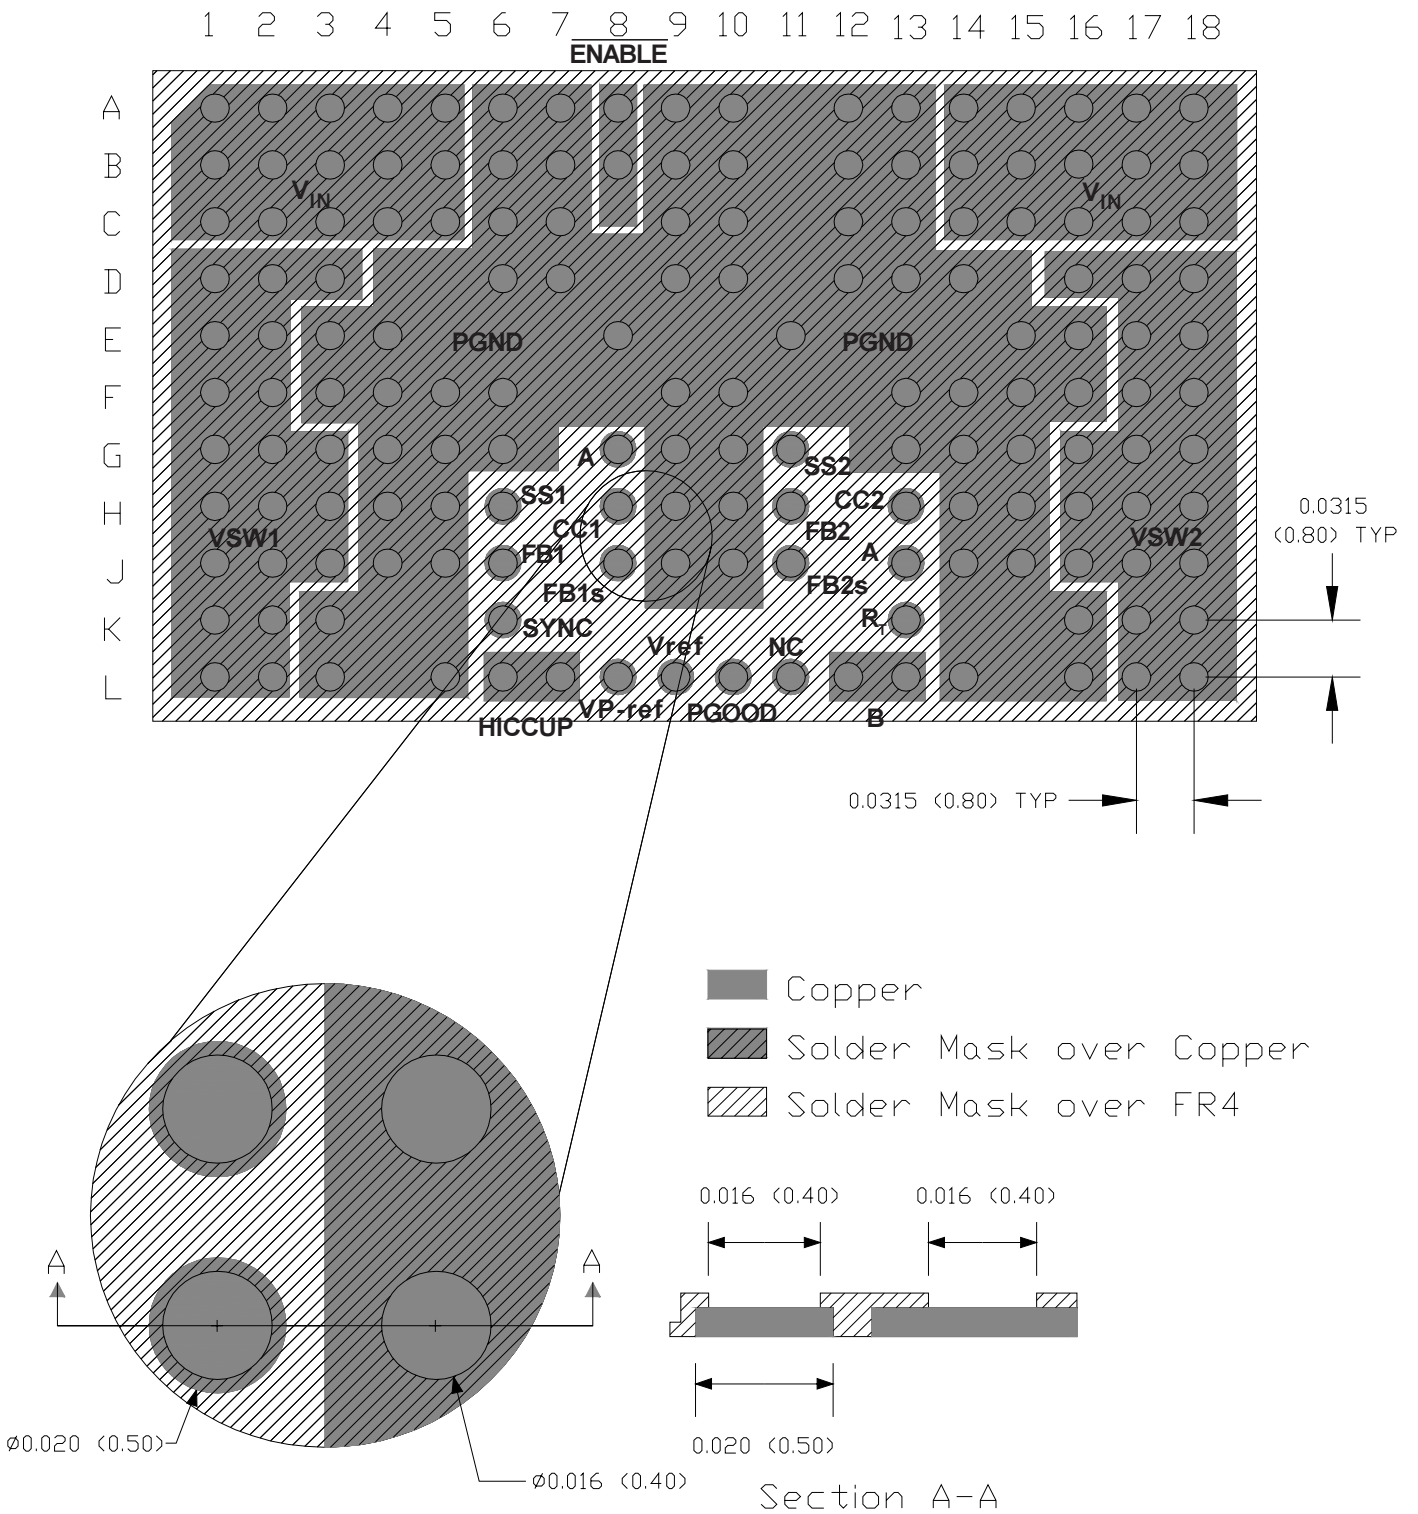 1 2 3 4 5 6 7 8 9 10 11 12 13 14 15 16 17 18
ENABLE
A
B
VIN VIN
C
D
E PGND PGND
F
G A SS2
SS1 CC2
H 0.0315
(0.80) TYP
CC1 FB2
VSW1 VSW2
FB1 A
J
FB1s FB2s
K SYNC RT
Vref NC
L
VP-ref PGOOD B
HICCUP
0.0315 (0.80) TYP
Copper
Solder Mask over Copper
Solder Mask over FR4
0.016 (0.40) 0.016 (0.40)
A A
Ø0.020 (0.50) 0.020 (0.50)
Ø0.016 (0.40)
Section A-A